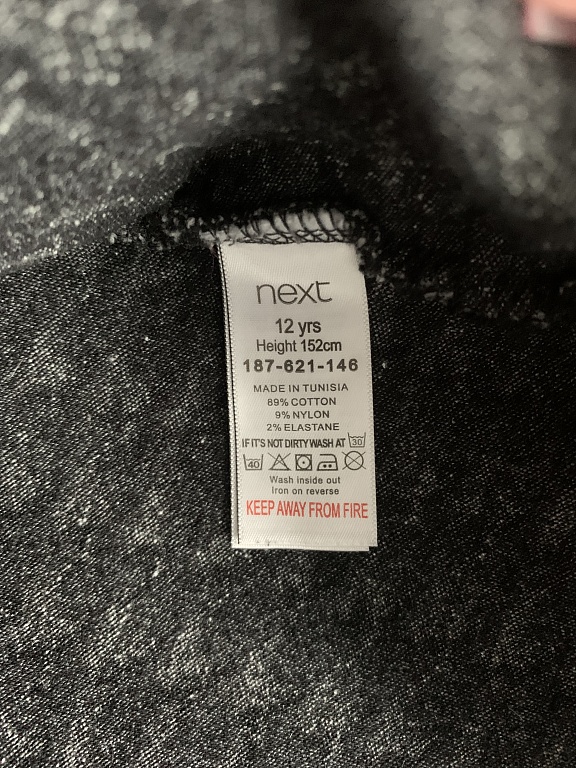 next
12 yrs
Height 152cm
187-621-146
MADE IN TUNISIA
89% COTTON
9% NYLON
2% ELASTANE
IF IT'S NOT DIRTY WASH AT 30
40
Wash inside out
Iron on reverse
KEEP AWAY FROM FIRE